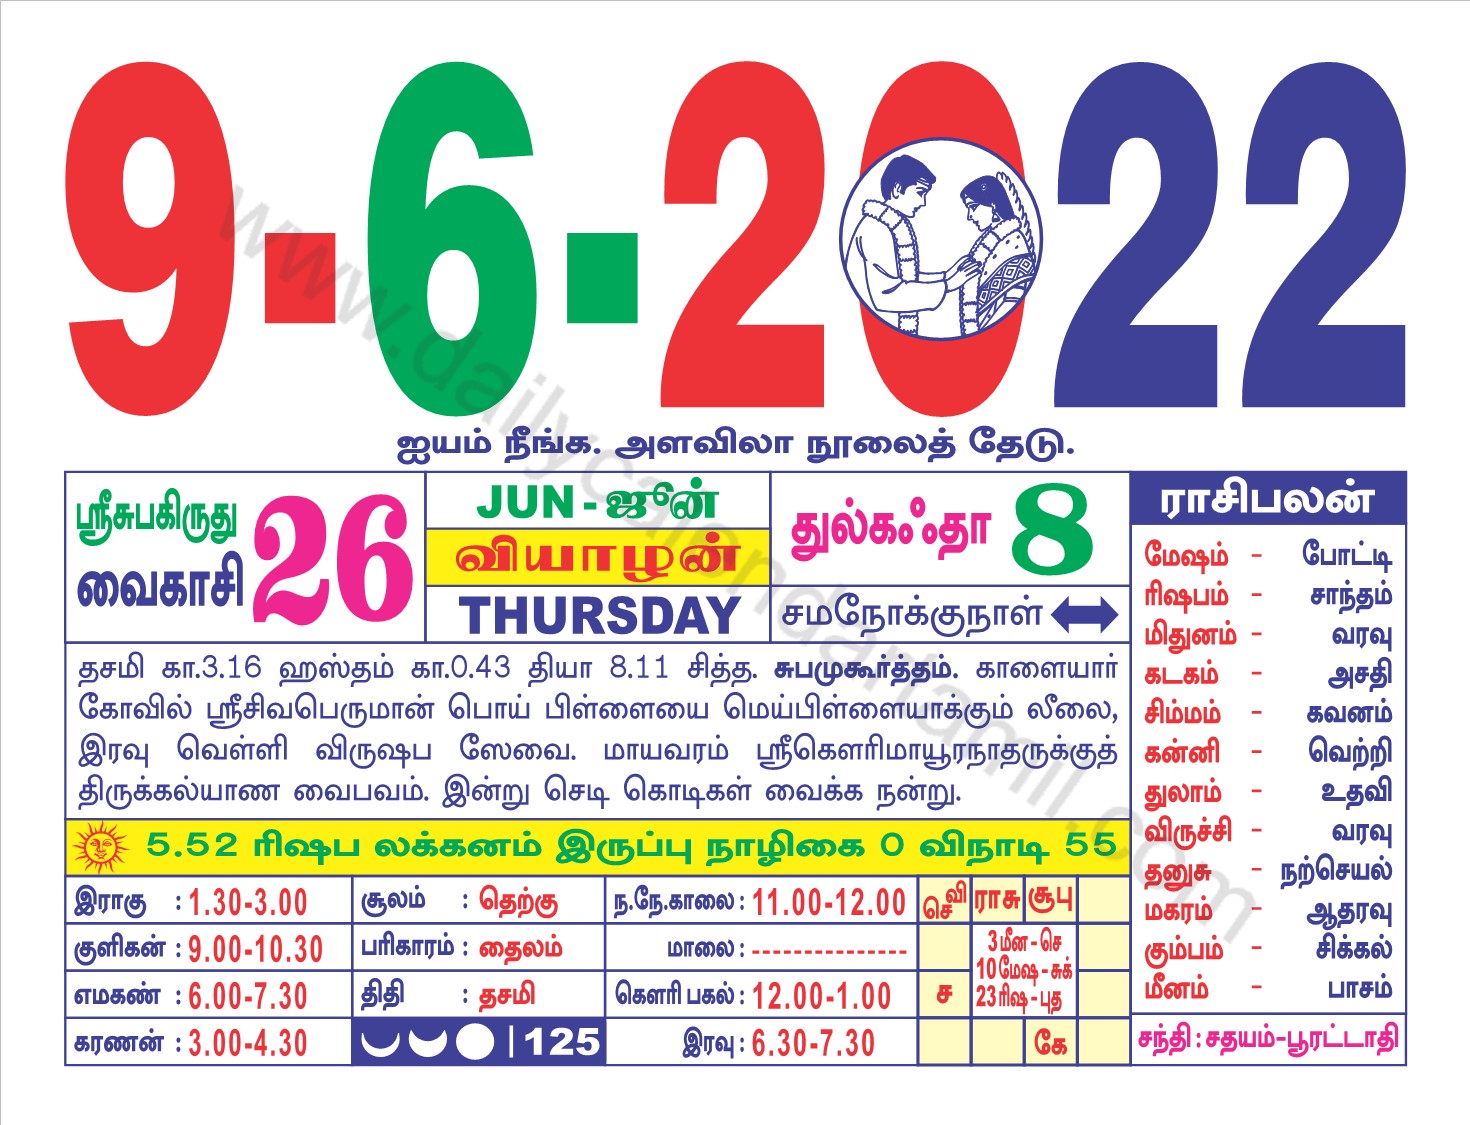 9-6-2022
ஐயம் நீங்க. அளவிலா நூலைத் தேடு.
ஸ்ரீசுபகிருது
வைகாசி 26
JUN - ஜூன்
வியாழன்
THURSDAY
துல்கஃதா 8
சமநோக்குநாள்
தசமி கா.3.16 ஹஸ்தம் கா.0.43 தியா 8.11 சித்த. சுபமுகூர்த்தம். காளையார்
கோவில் ஸ்ரீசிவபெருமான் பொய் பிள்ளையை மெய்பிள்ளையாக்கும் லீலை,
இரவு வெள்ளி விருஷப ஸேவை. மாயவரம் ஸ்ரீகௌரிமாயூரநாதருக்குத்
திருக்கல்யாண வைபவம். இன்று செடி கொடிகள் வைக்க நன்று.
5.52 ரிஷப லக்கனம் இருப்பு நாழிகை 0 விநாடி 55
இராகு : 1.30-3.00
குளிகன் : 9.00-10.30
எமகண் : 6.00-7.30
கரணன் : 3.00-4.30
சூலம் : தெற்கு
பரிகாரம் : தைலம்
திதி : தசமி
|125
ந.நே.காலை : 11.00-12.00
மாலை : --------------
கௌரி பகல் : 12.00-1.00
இரவு : 6.30-7.30
வி
செ
ராசு
சூபு
3 மீன - செ
10 மேஷ - சுக்
23 ரிஷ - புத
ச
கே
ராசிபலன்
மேஷம் - போட்டி
ரிஷபம் - சாந்தம்
மிதுனம் - வரவு
கடகம் - அசதி
சிம்மம் - கவனம்
கன்னி - வெற்றி
துலாம் - உதவி
விருச்சி - வரவு
தனுசு - நற்செயல்
மகரம் - ஆதரவு
கும்பம் - சிக்கல்
மீனம் - பாசம்
சந்தி : சதயம்-பூரட்டாதி
www.dailycalendartamil.com